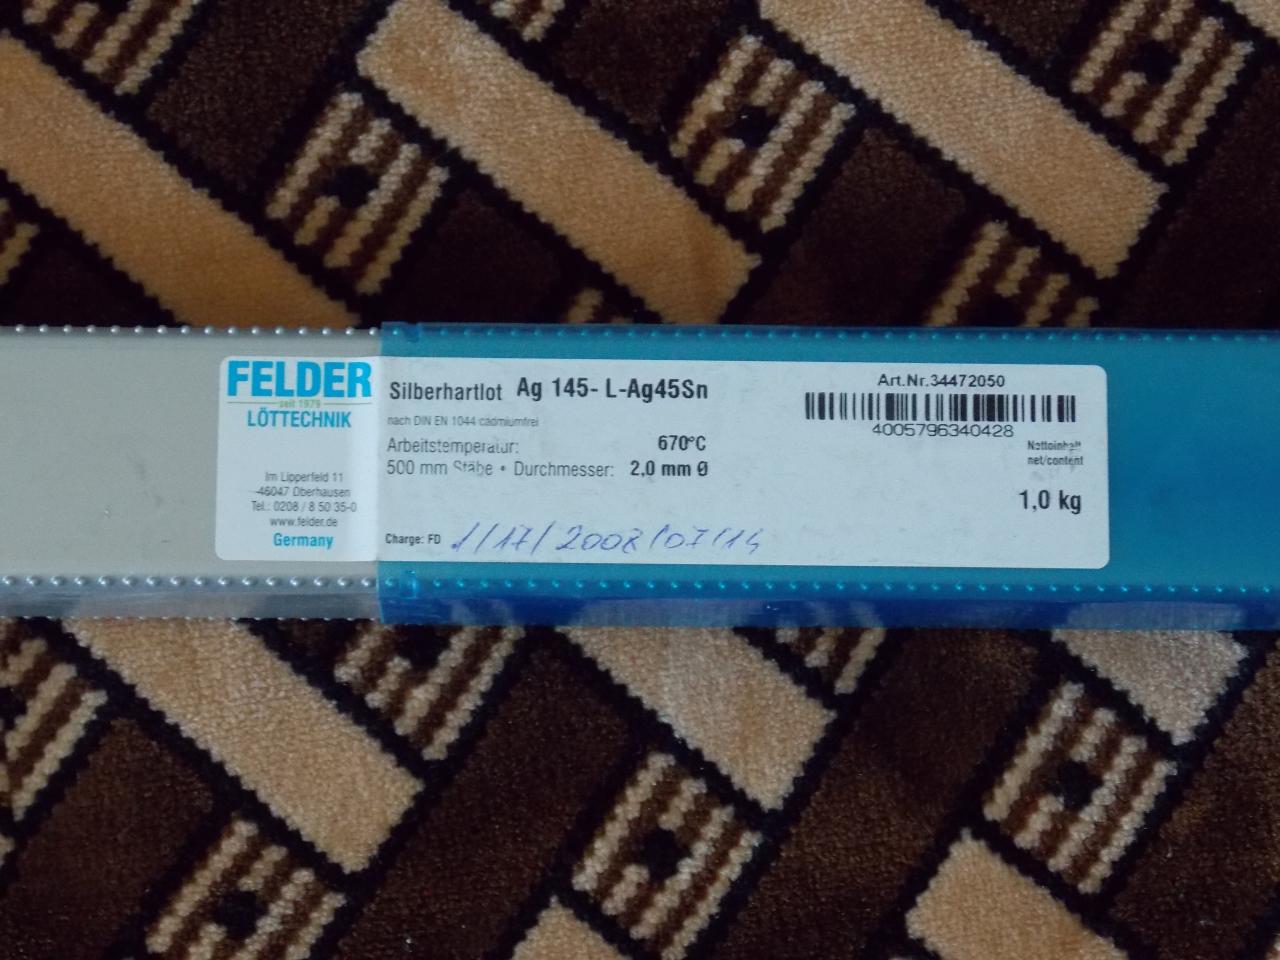 FELDER
seit 1979
LÖTTECHNIK
Im Lipperfeld 11
46047 Oberhausen
Tel.: 0208 / 8 50 35-0
www.felder.de
Germany
Silberhartlot Ag 145- L-Ag45Sn
nach DIN EN 1044 cadmiumfrei
Arbeitstemperatur: 670°C
500 mm Stäbe • Durchmesser: 2,0 mm Ø
Charge: FD 1/17/2008/07/14
Art.Nr.34472050
4005796340428
Nettoinhalt
net/content
1,0 kg